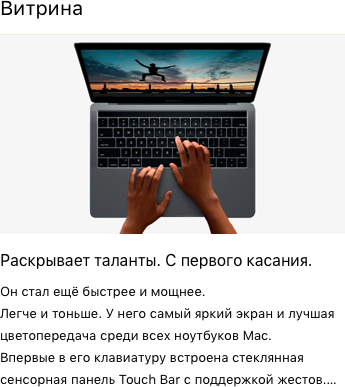 Витрина
Раскрывает таланты. С первого касания.
Он стал ещё быстрее и мощнее.
Легче и тоньше. У него самый яркий экран и лучшая
цветопередача среди всех ноутбуков Mac.
Впервые в его клавиатуру встроена стеклянная
сенсорная панель Touch Bar с поддержкой жестов....